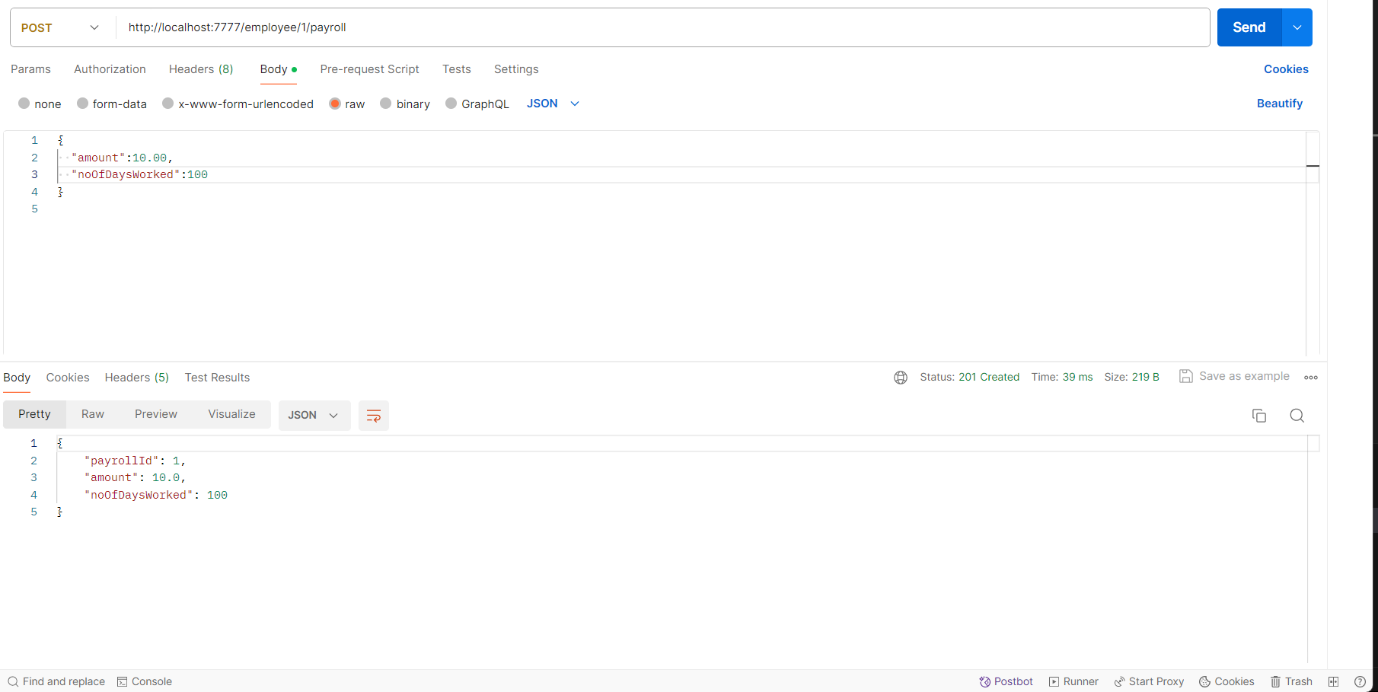 POST http://localhost:7777/employee/1/payroll Send
Params Authorization Headers (8) Body Pre-request Script Tests Settings Cookies
none form-data x-www-form-urlencoded raw binary GraphQL JSON Beautify
1 {
2 "amount":10.00,
3 "noOfDaysWorked":100
4 }
5
Body Cookies Headers (5) Test Results Status: 201 Created Time: 39 ms Size: 219 B Save as example
Pretty Raw Preview Visualize JSON
1 {
2 "payrollId": 1,
3 "amount": 10.0,
4 "noOfDaysWorked": 100
5 }
Find and replace Console Postbot Runner Start Proxy Cookies Trash